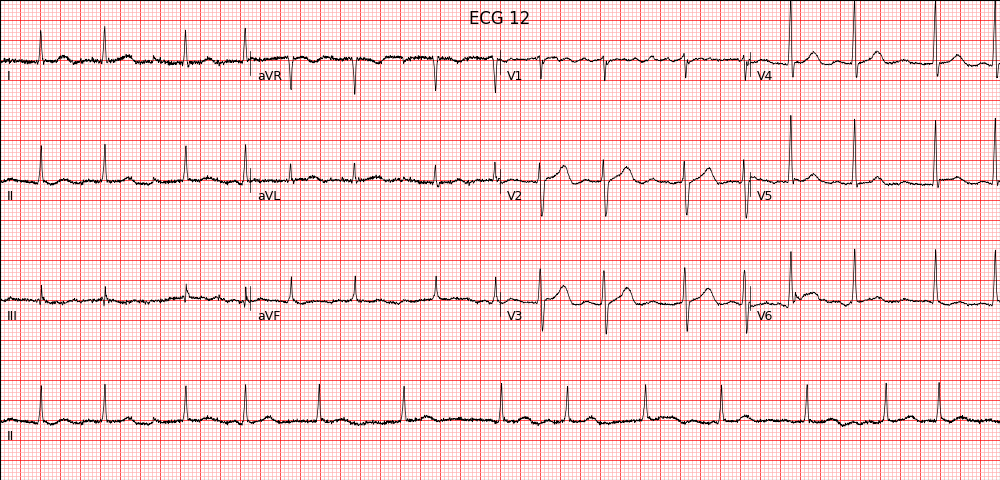 ECG 12
I aVR V1 V4
II aVL V2 V5
III aVF V3 V6
II